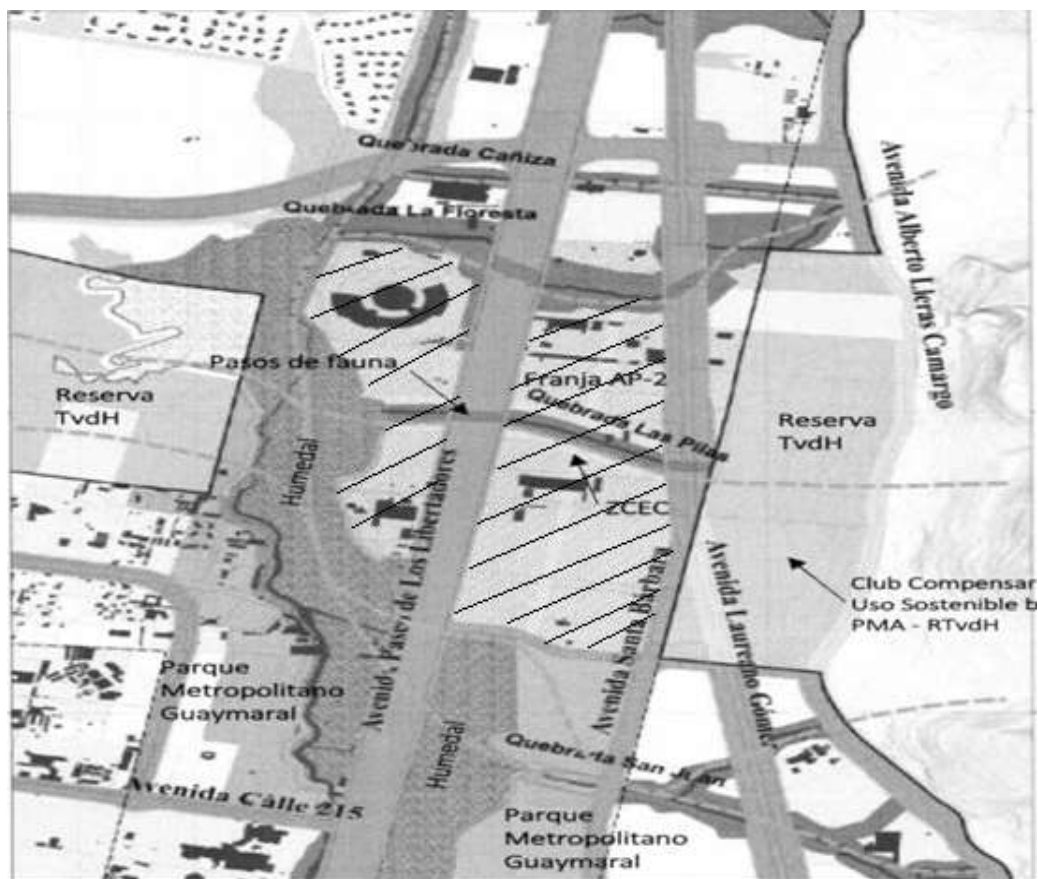 Quebrada Cañiza
Avenida Alberto Lleras Camargo
Quebrada La Floresta
Pasos de fauna
Franja AP-2
Reserva
TvdH
Quebrada Las Pilas
Reserva
TvdH
Humedal
ZCEC
Avenida Paseo de Los Libertadores
Avenida Santa Bárbara
Avenida Laureano Gómez
Club Compensar
Uso Sostenible b
PMA - RTvdH
Parque
Metropolitano
Guaymaral
Humedal
Quebrada San Juan
Avenida Calle 215
Parque
Metropolitano
Guaymaral